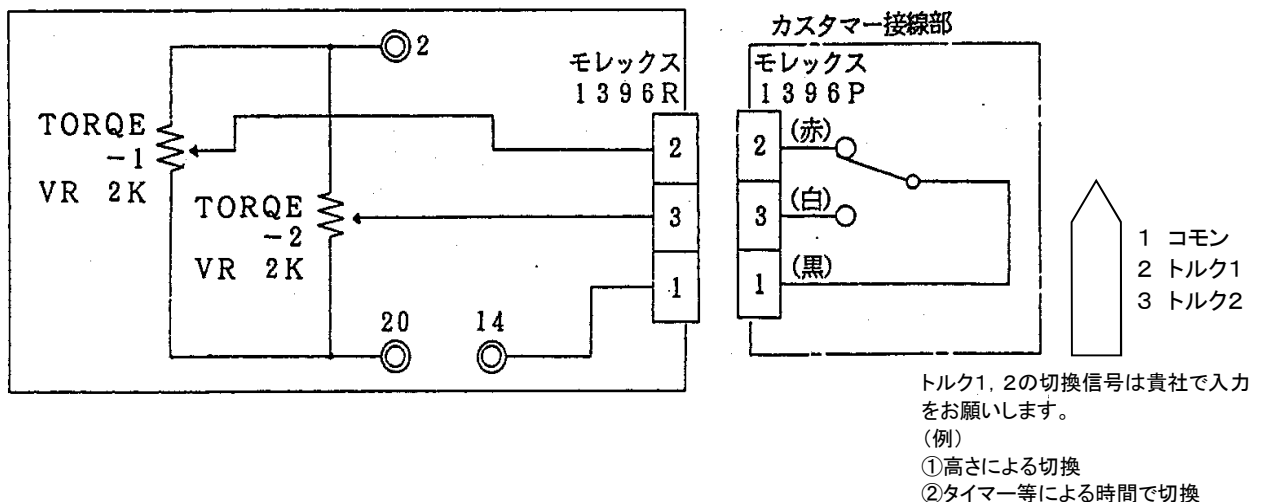 カスタマー接線部
2
モレックス
1396R
モレックス
1396P
TORQE
-1
VR 2K
2
2
(赤)
TORQE
-2
VR 2K
3
3
(白)
1
1
(黒)
1 コモン
2 トルク1
3 トルク2
20
14
トルク1，2の切換信号は貴社で入力
をお願いします。
(例)
①高さによる切換
②タイマー等による時間で切換